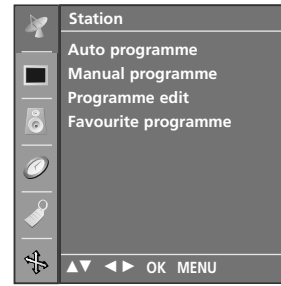 Station
Auto programme
Manual programme
Programme edit
Favourite programme
▲▼ ◄► OK MENU